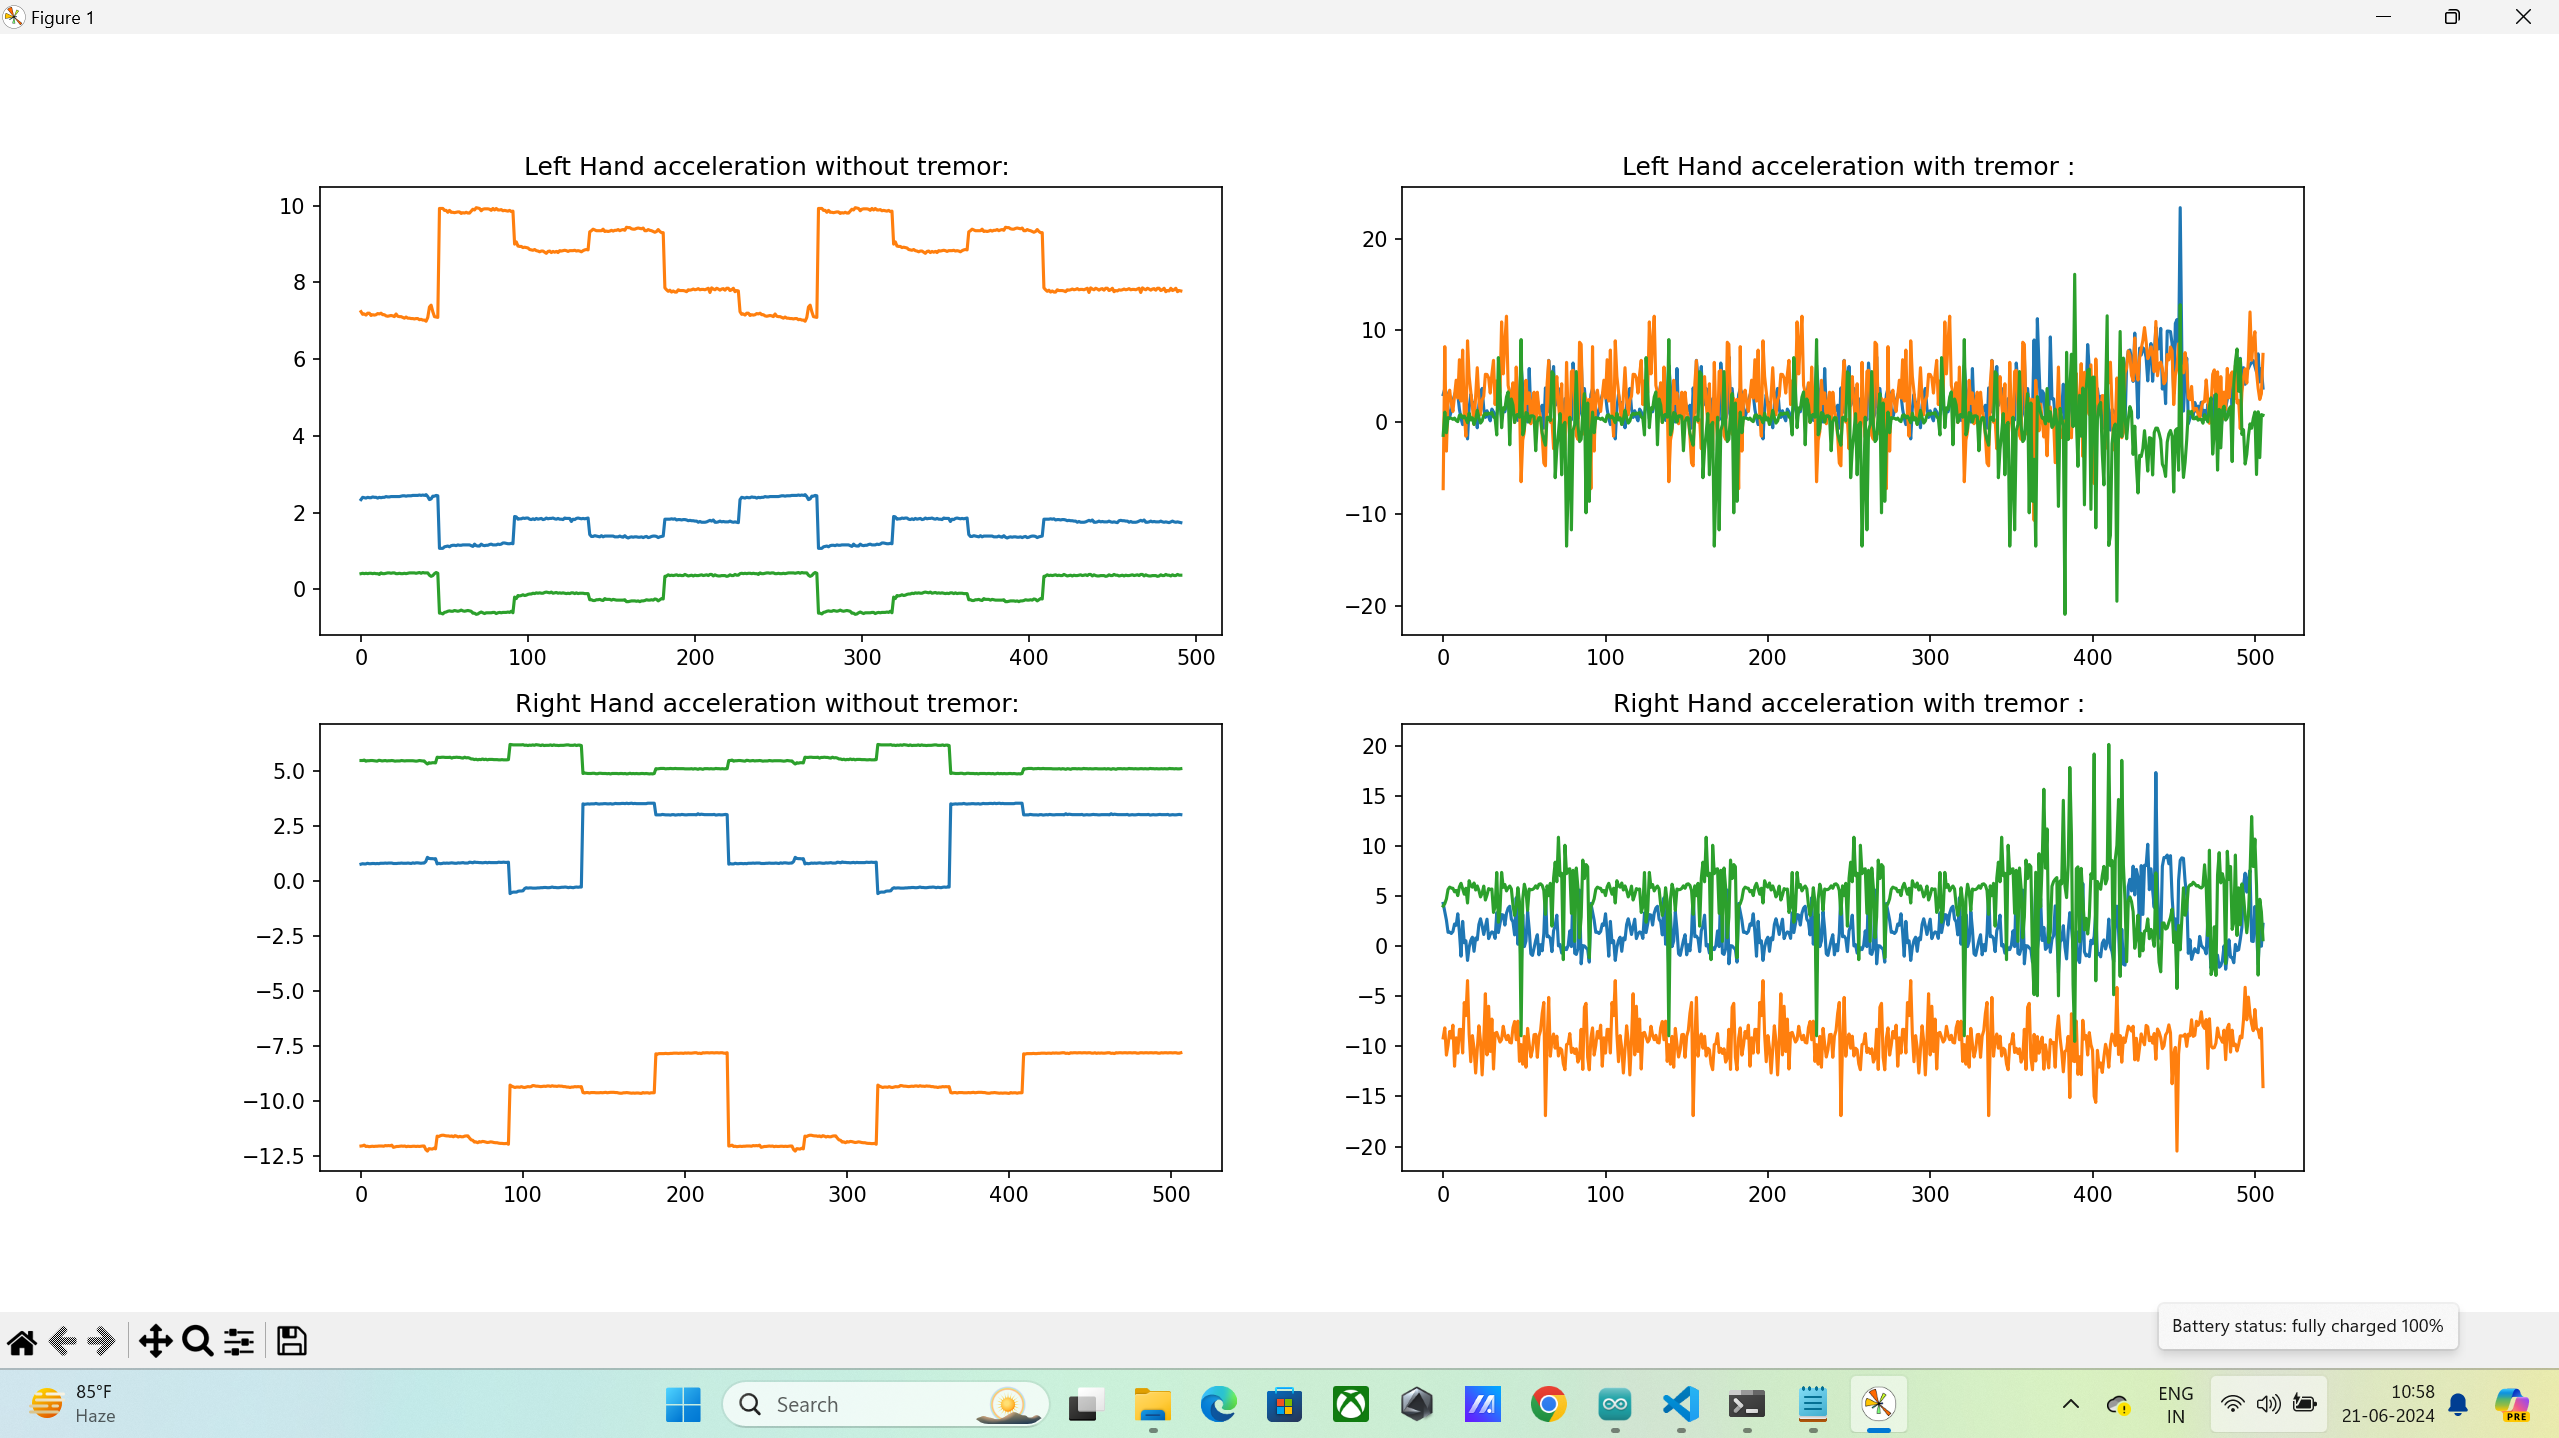 Figure 1
Left Hand acceleration without tremor:
10
8
6
4
2
0
0 100 200 300 400 500
Left Hand acceleration with tremor :
20
10
0
−10
−20
0 100 200 300 400 500
Right Hand acceleration without tremor:
5.0
2.5
0.0
−2.5
−5.0
−7.5
−10.0
−12.5
0 100 200 300 400 500
Right Hand acceleration with tremor :
20
15
10
5
0
−5
−10
−15
−20
0 100 200 300 400 500
Battery status: fully charged 100%
85°F
Haze
Search
ENG
IN
10:58
21-06-2024
PRE